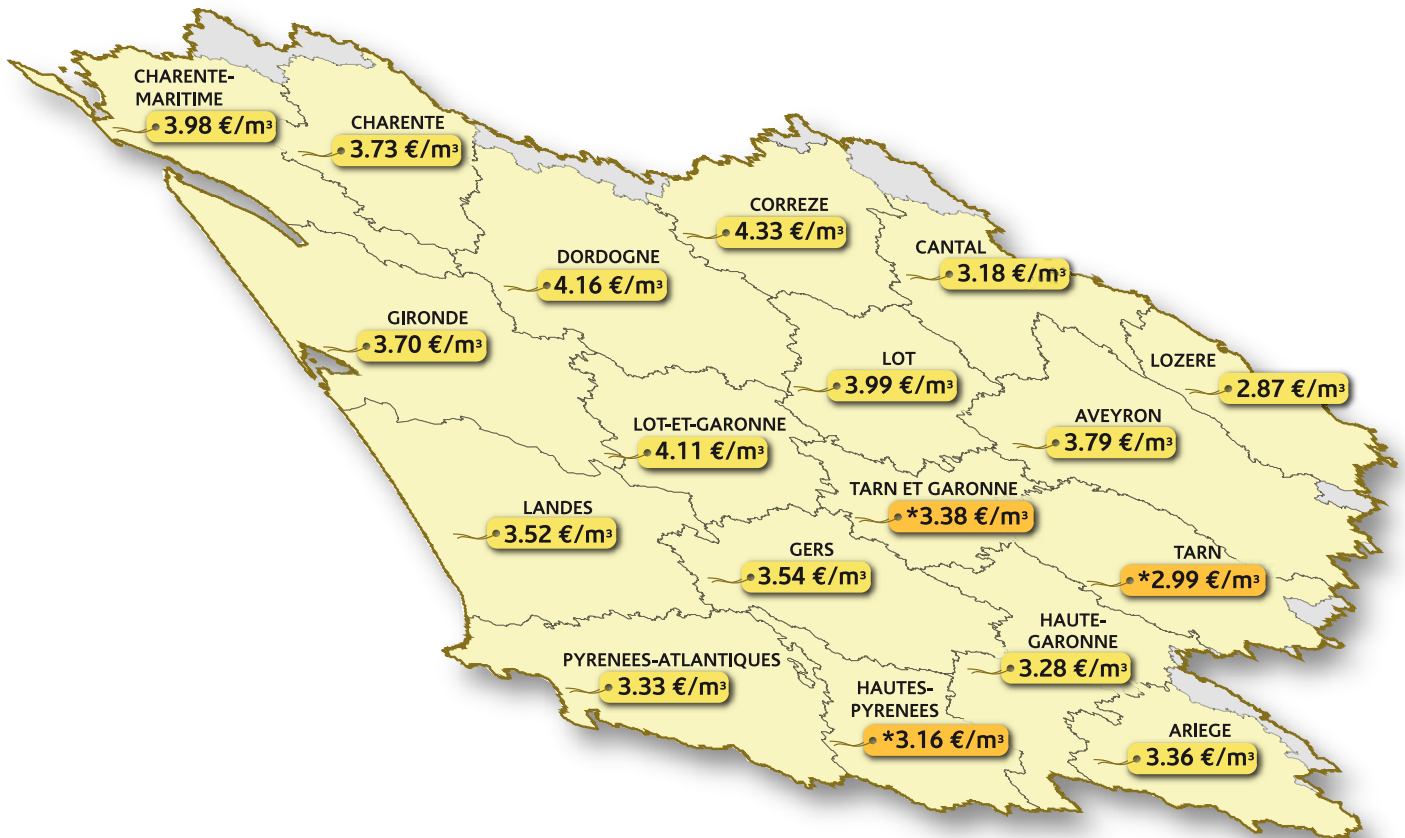 CHARENTE-
MARITIME
3.98 €/m³
CHARENTE
3.73 €/m³
CORREZE
4.33 €/m³
CANTAL
3.18 €/m³
DORDOGNE
4.16 €/m³
GIRONDE
3.70 €/m³
LOT
3.99 €/m³
LOZERE
2.87 €/m³
AVEYRON
3.79 €/m³
LOT-ET-GARONNE
4.11 €/m³
TARN ET GARONNE
*3.38 €/m³
LANDES
3.52 €/m³
GERS
3.54 €/m³
TARN
*2.99 €/m³
HAUTE-
GARONNE
3.28 €/m³
PYRENEES-ATLANTIQUES
3.33 €/m³
HAUTES-
PYRENEES
*3.16 €/m³
ARIEGE
3.36 €/m³